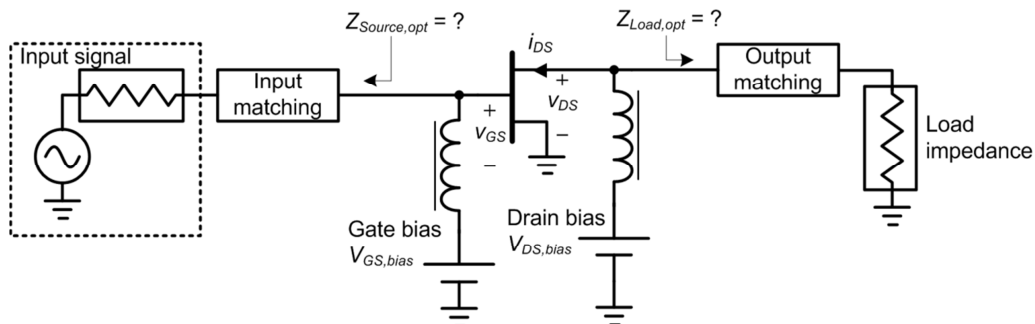 Z_Source,opt = ?
Z_Load,opt = ?
Input signal
Input
matching
i_DS
+
v_DS
–
+
v_GS
–
Output
matching
Load
impedance
Gate bias
V_GS,bias
Drain bias
V_DS,bias